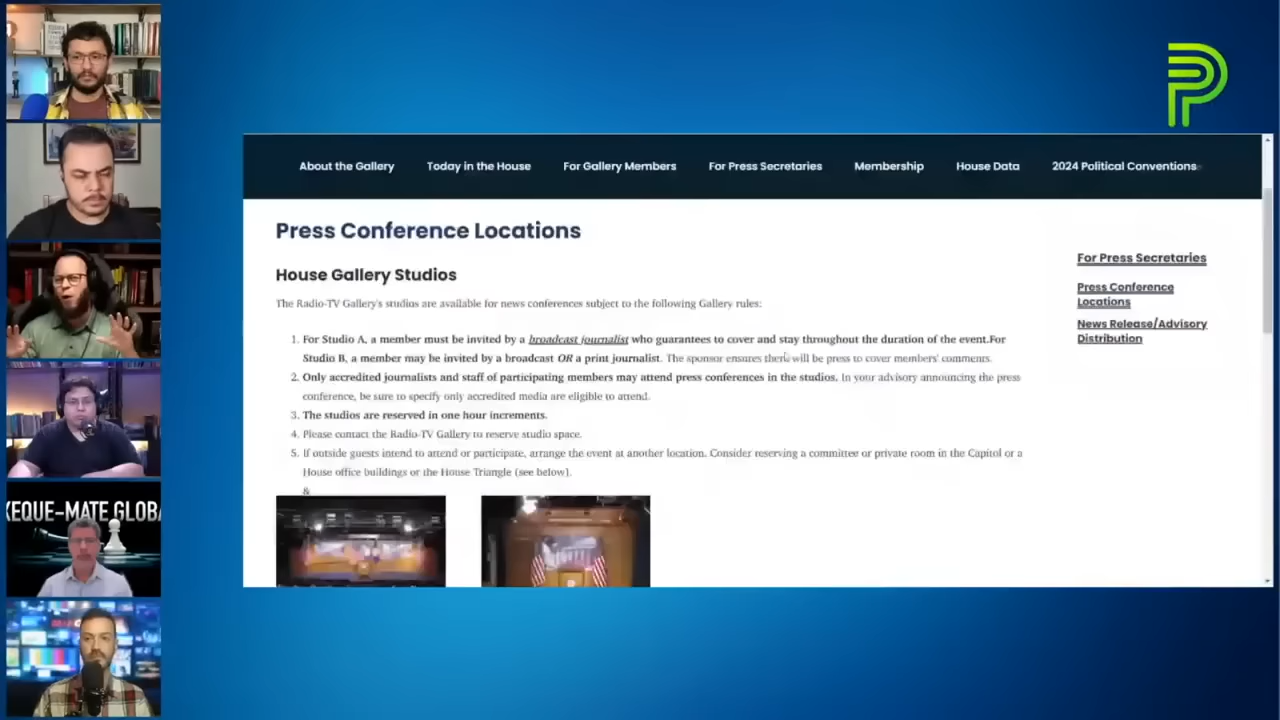 About the Gallery Today in the House For Gallery Members For Press Secretaries Membership House Data 2024 Political Conventions
Press Conference Locations
House Gallery Studios
The Radio-TV Gallery's studios are available for news conferences subject to the following Gallery rules:
1. For Studio A, a member must be invited by a broadcast journalist who guarantees to cover and stay throughout the duration of the event.For
Studio B, a member may be invited by a broadcast OR a print journalist. The sponsor ensures there will be press to cover members' comments.
2. Only accredited journalists and staff of participating members may attend press conferences in the studios. In your advisory announcing the press
conference, be sure to specify only accredited media are eligible to attend.
3. The studios are reserved in one hour increments.
4. Please contact the Radio-TV Gallery to reserve studio space.
5. If outside guests intend to attend or participate, arrange the event at another location. Consider reserving a committee or private room in the Capitol or a
House office buildings or the House Triangle (see below).
&
For Press Secretaries
Press Conference
Locations
News Release/Advisory
Distribution
XEQUE-MATE GLOBA